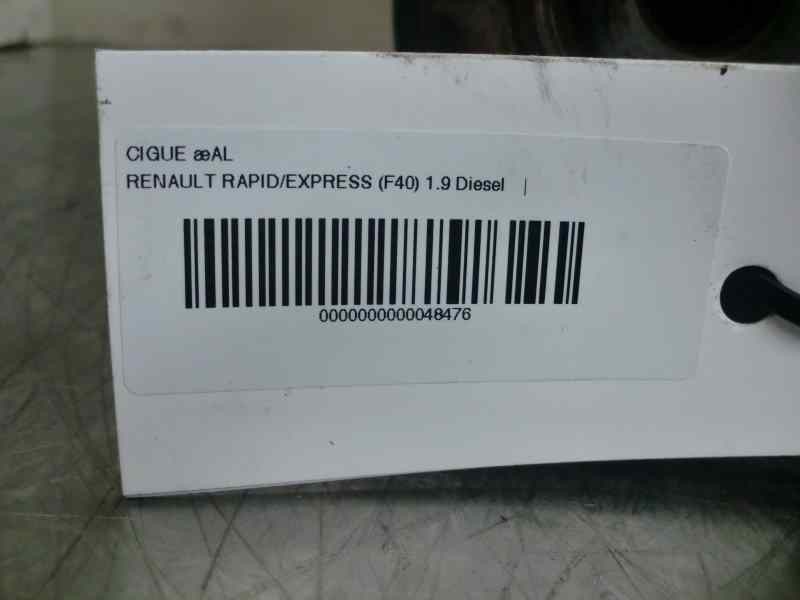 CIGUE æAL
RENAULT RAPID/EXPRESS (F40) 1.9 Diesel |
0000000000048476